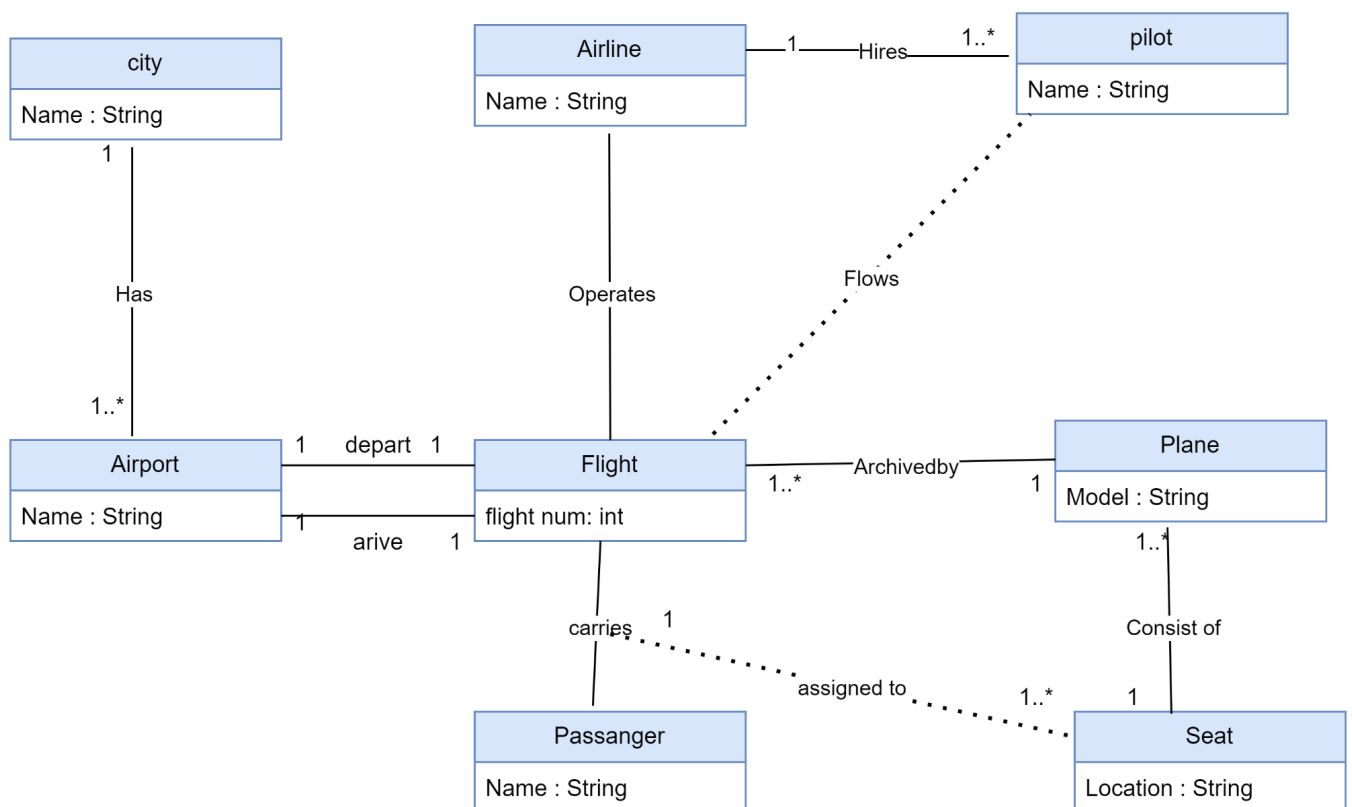 city
Name : String
Airline
Name : String
1
Hires
1..*
pilot
Name : String
1
Has
1..*
Operates
Flows
Airport
Name : String
1
depart
1
1
arive
1
Flight
flight num: int
1..*
Archivedby
1
Plane
Model : String
1..*
Consist of
1
carries
1
assigned to
1..*
Passanger
Name : String
Seat
Location : String